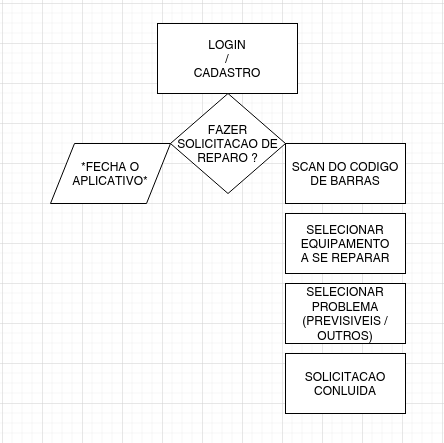 LOGIN
/
CADASTRO
FAZER
SOLICITACAO DE
REPARO ?
*FECHA O
APLICATIVO*
SCAN DO CODIGO
DE BARRAS
SELECIONAR
EQUIPAMENTO
A SE REPARAR
SELECIONAR
PROBLEMA
(PREVISIVEIS /
OUTROS)
SOLICITACAO
CONLUIDA